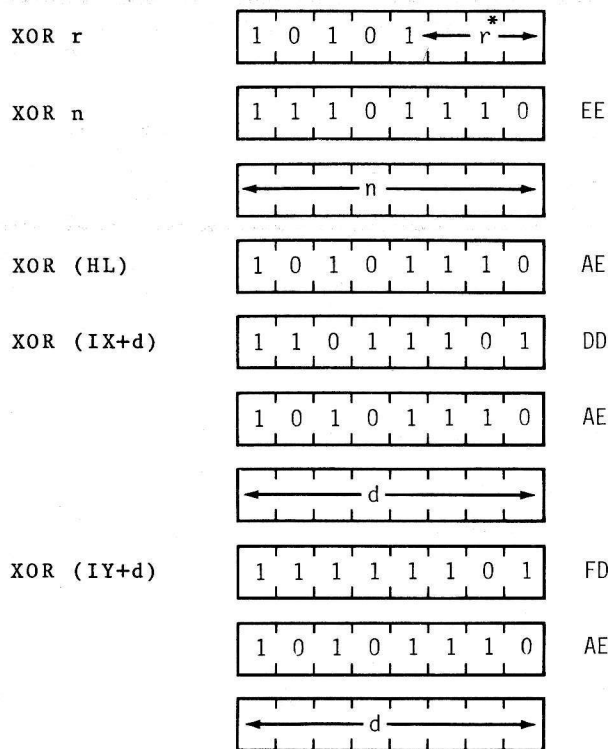 XOR r 1 0 1 0 1 r*
XOR n 1 1 1 0 1 1 1 0 EE
n
XOR (HL) 1 0 1 0 1 1 1 0 AE
XOR (IX+d) 1 1 0 1 1 1 0 1 DD
1 0 1 0 1 1 1 0 AE
d
XOR (IY+d) 1 1 1 1 1 1 0 1 FD
1 0 1 0 1 1 1 0 AE
d